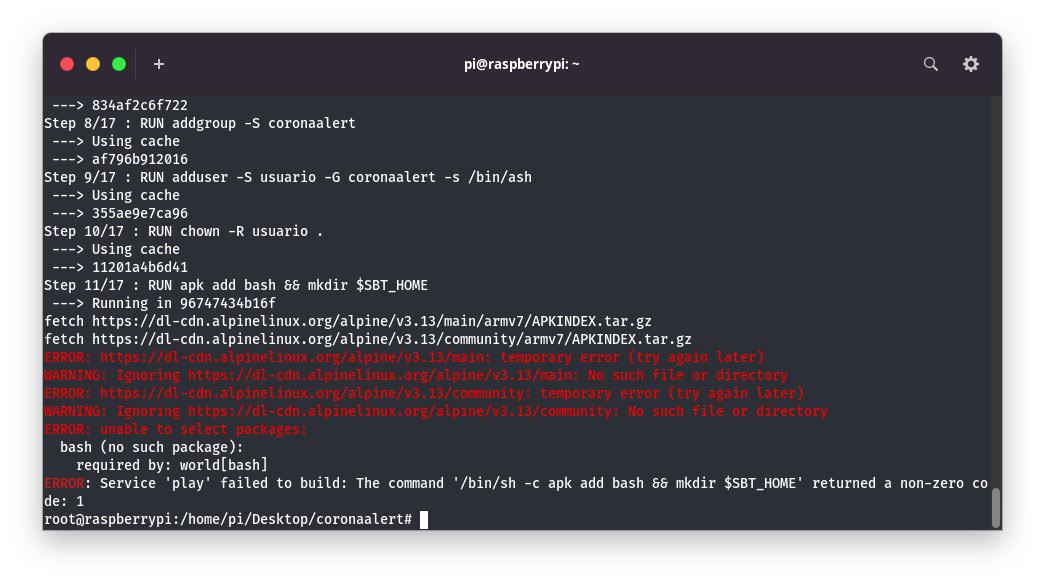 pi@raspberrypi: ~
---> 834af2c6f722
Step 8/17 : RUN addgroup -S coronaalert
---> Using cache
---> af796b912016
Step 9/17 : RUN adduser -S usuario -G coronaalert -s /bin/ash
---> Using cache
---> 355ae9e7ca96
Step 10/17 : RUN chown -R usuario .
---> Using cache
---> 11201a4b6d41
Step 11/17 : RUN apk add bash && mkdir $SBT_HOME
---> Running in 96747434b16f
fetch https://dl-cdn.alpinelinux.org/alpine/v3.13/main/armv7/APKINDEX.tar.gz
fetch https://dl-cdn.alpinelinux.org/alpine/v3.13/community/armv7/APKINDEX.tar.gz
ERROR: https://dl-cdn.alpinelinux.org/alpine/v3.13/main: temporary error (try again later)
WARNING: Ignoring https://dl-cdn.alpinelinux.org/alpine/v3.13/main: No such file or directory
ERROR: https://dl-cdn.alpinelinux.org/alpine/v3.13/community: temporary error (try again later)
WARNING: Ignoring https://dl-cdn.alpinelinux.org/alpine/v3.13/community: No such file or directory
ERROR: unable to select packages:
bash (no such package):
required by: world[bash]
ERROR: Service 'play' failed to build: The command '/bin/sh -c apk add bash && mkdir $SBT_HOME' returned a non-zero co
de: 1
root@raspberrypi:/home/pi/Desktop/coronaalert#